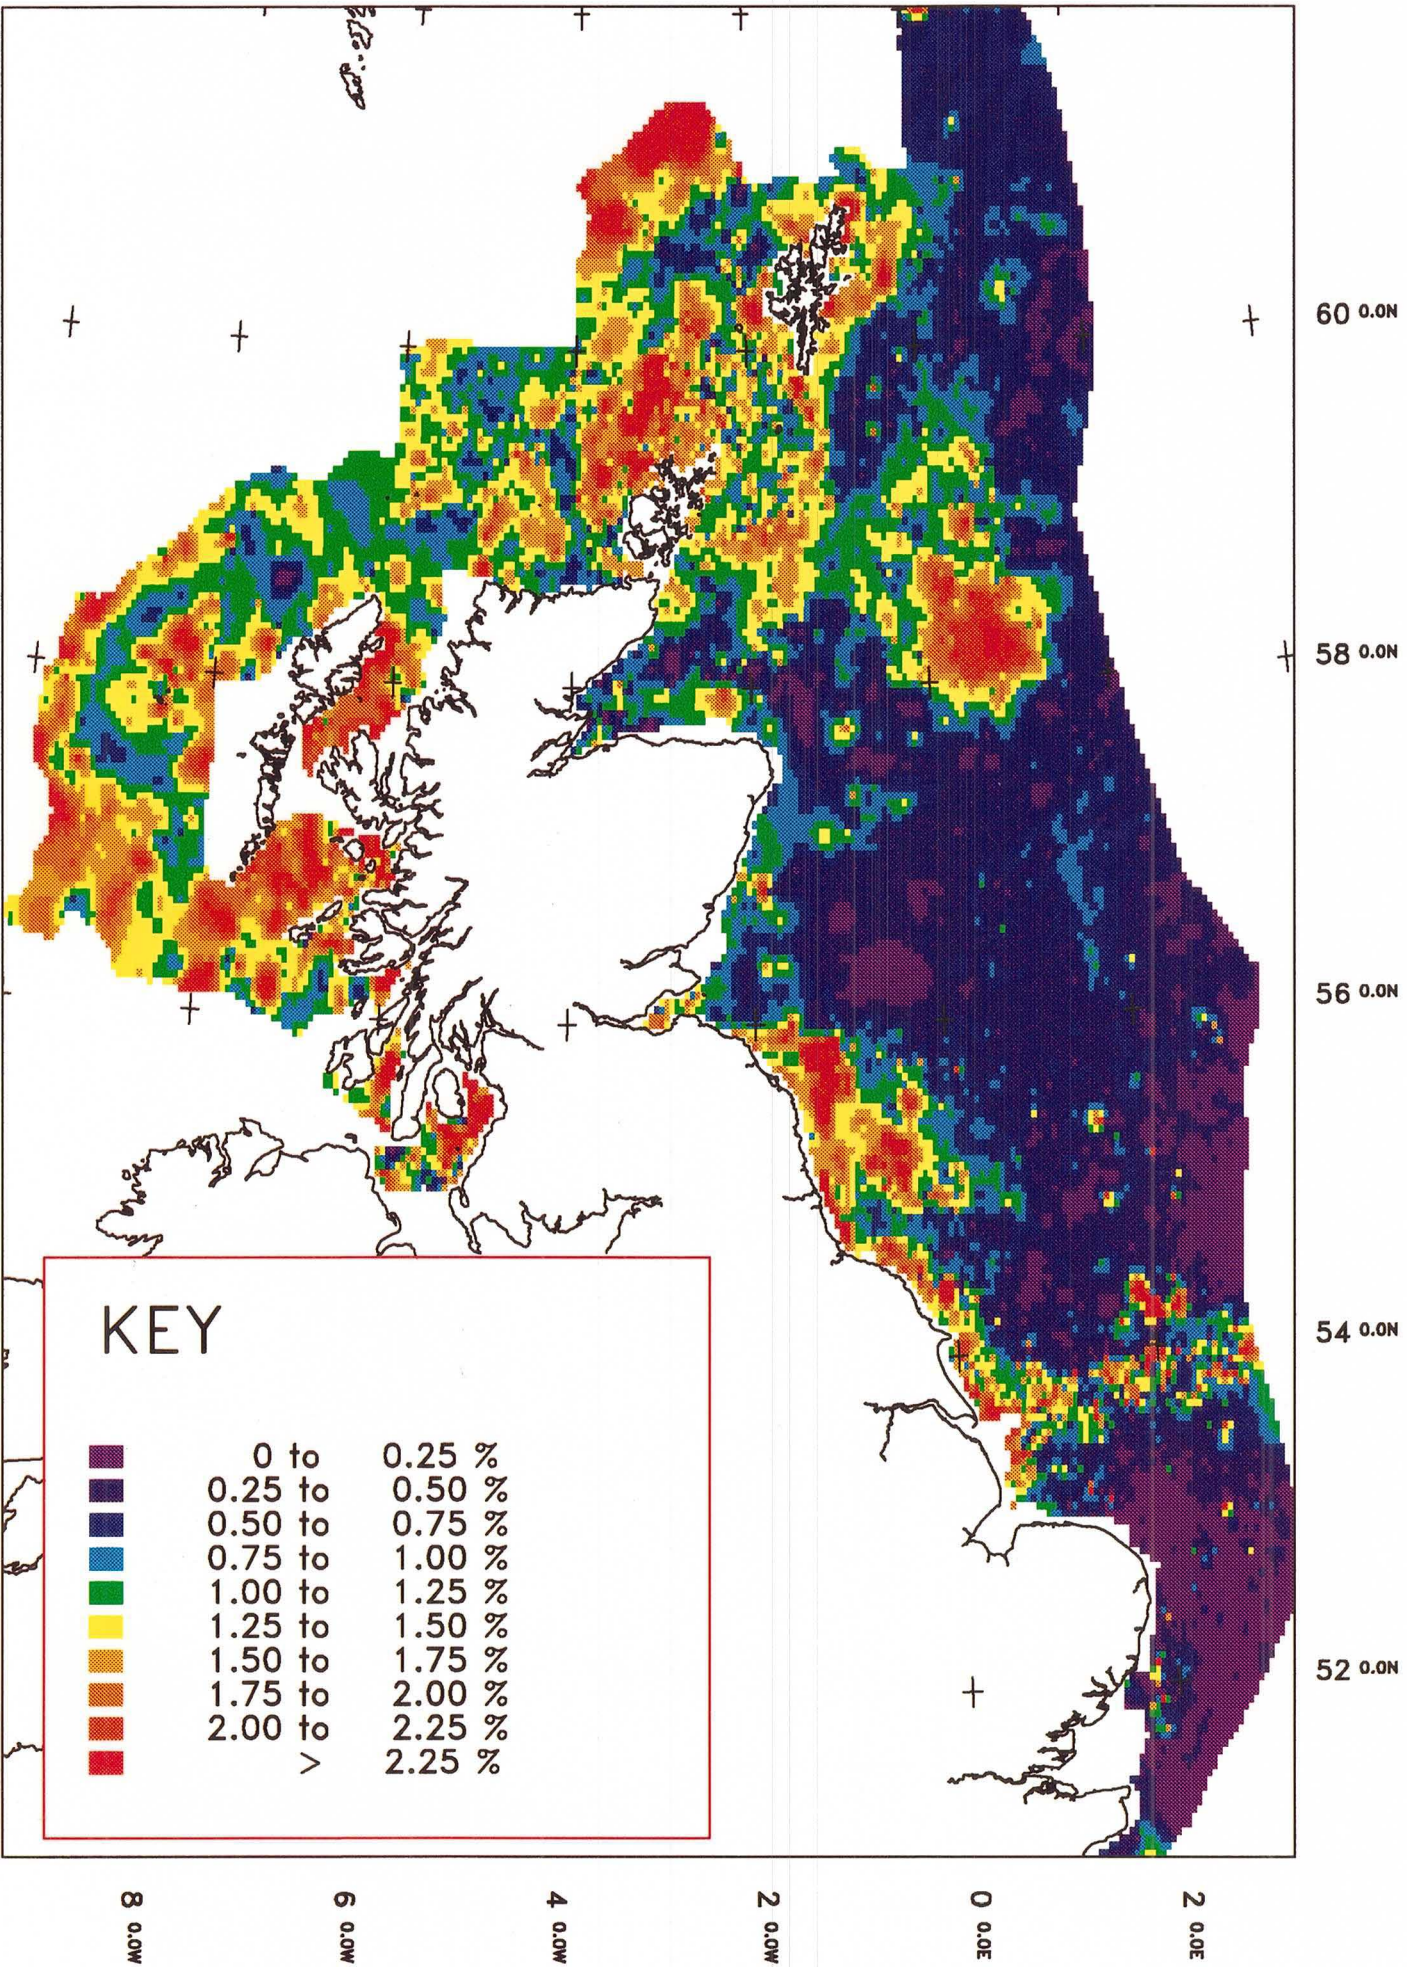 60 0.0N
58 0.0N
56 0.0N
54 0.0N
52 0.0N
KEY
0 to 0.25 %
0.25 to 0.50 %
0.50 to 0.75 %
0.75 to 1.00 %
1.00 to 1.25 %
1.25 to 1.50 %
1.50 to 1.75 %
1.75 to 2.00 %
2.00 to 2.25 %
> 2.25 %
8 0.0W
6 0.0W
4 0.0W
2 0.0W
0 0.0E
2 0.0E